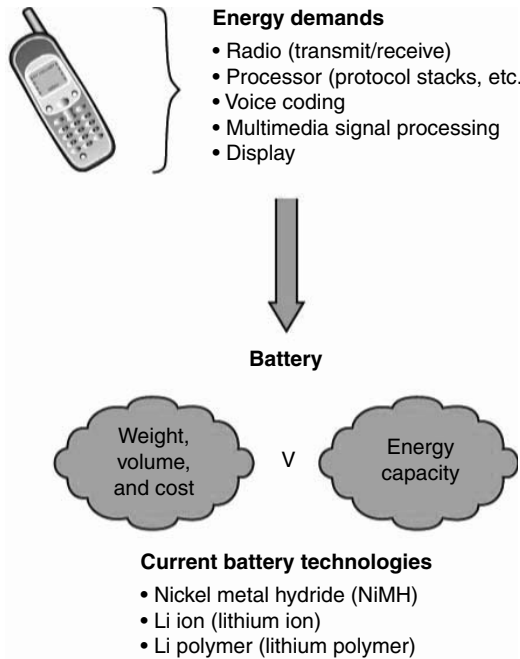 Energy demands
• Radio (transmit/receive)
• Processor (protocol stacks, etc.
• Voice coding
• Multimedia signal processing
• Display
Battery
Weight,
volume,
and cost
V
Energy
capacity
Current battery technologies
• Nickel metal hydride (NiMH)
• Li ion (lithium ion)
• Li polymer (lithium polymer)